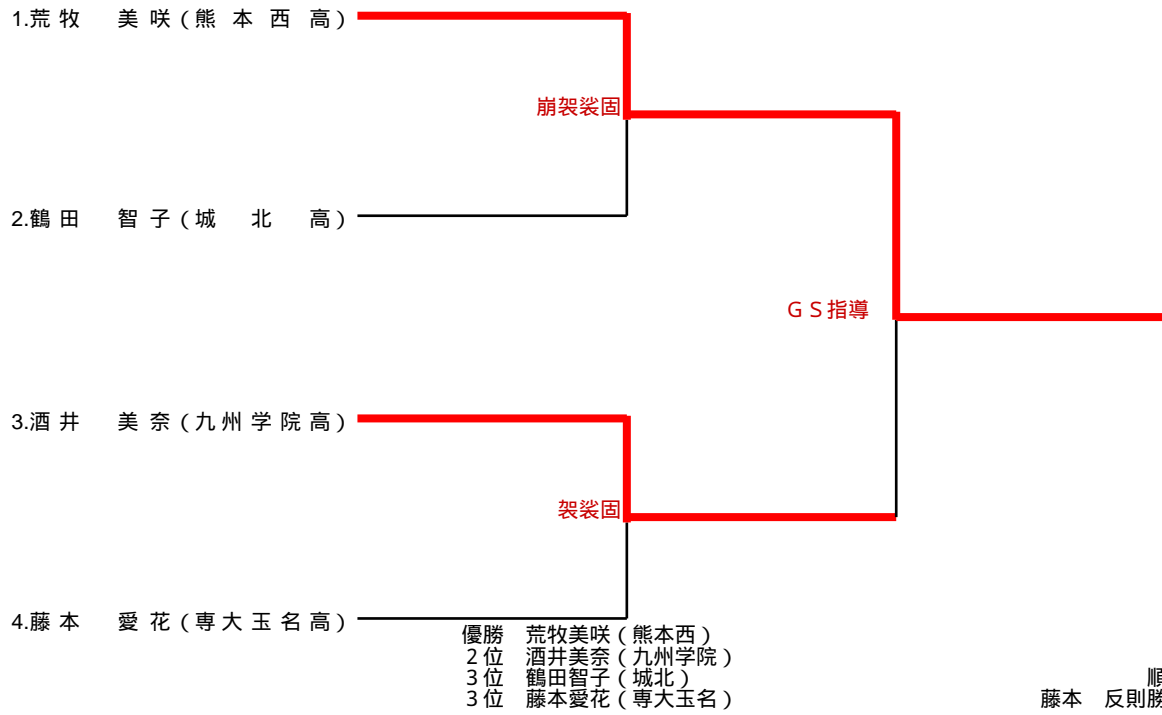 1.荒牧 美咲(熊本西高)
崩袈裟固
2.鶴田 智子(城北高)
GS指導
3.酒井 美奈(九州学院高)
袈裟固
4.藤本 愛花(専大玉名高)
優勝 荒牧美咲(熊本西)
2位 酒井美奈(九州学院)
3位 鶴田智子(城北) 順
3位 藤本愛花(専大玉名) 藤本 反則勝